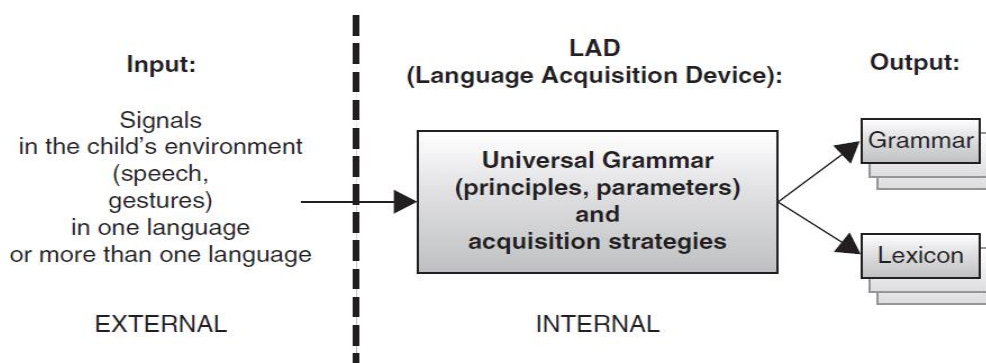 Input:
Signals
in the child's environment
(speech,
gestures)
in one language
or more than one language
EXTERNAL
LAD
(Language Acquisition Device):
Universal Grammar
(principles, parameters)
and
acquisition strategies
INTERNAL
Output:
Grammar
Lexicon